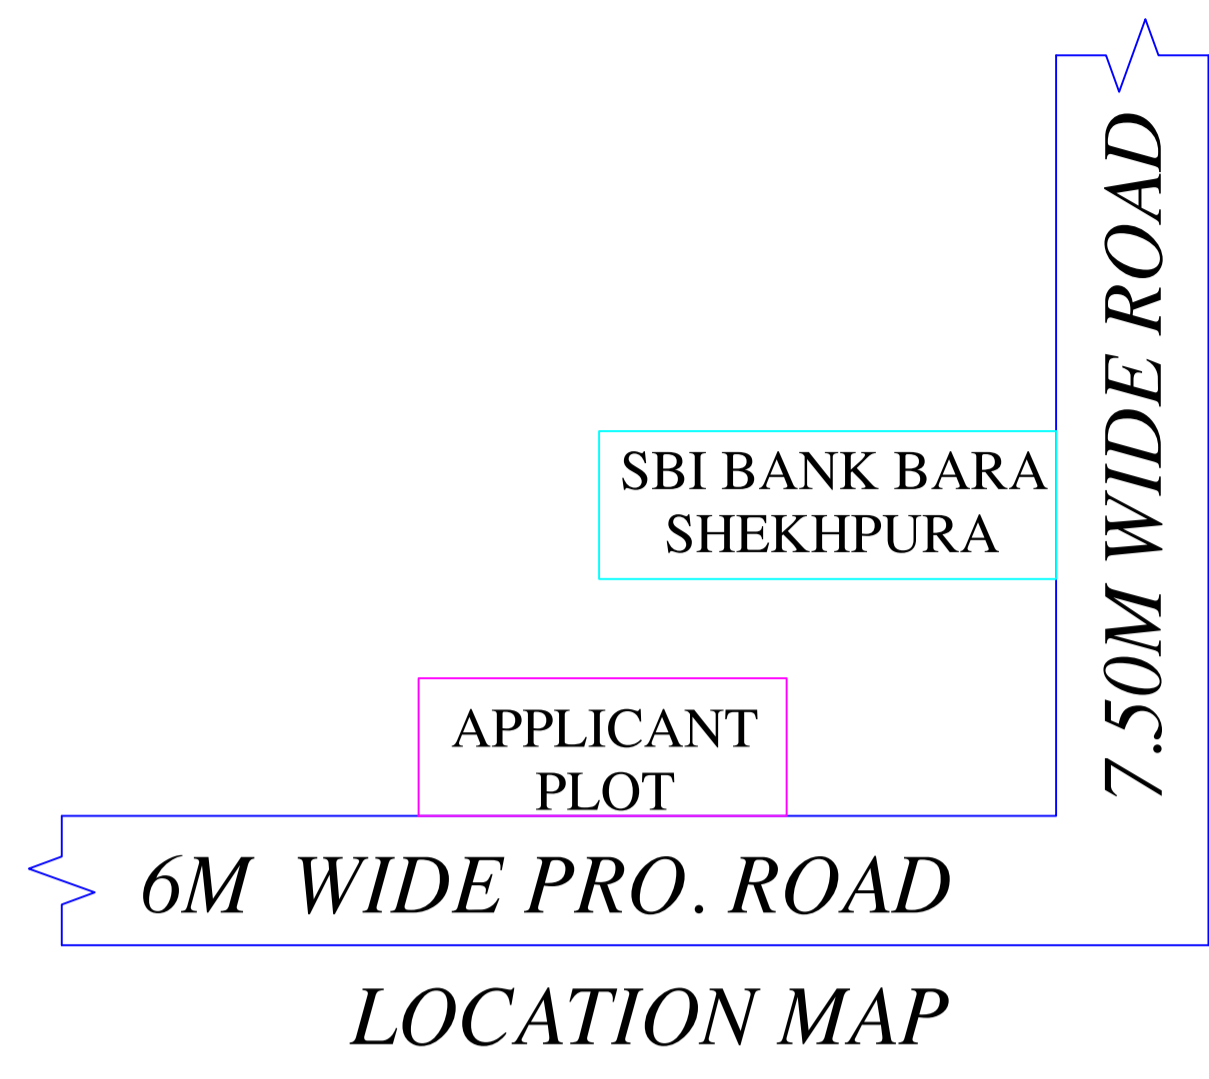 7.50M WIDE ROAD
SBI BANK BARA
SHEKHPURA
APPLICANT
PLOT
6M WIDE PRO. ROAD
LOCATION MAP